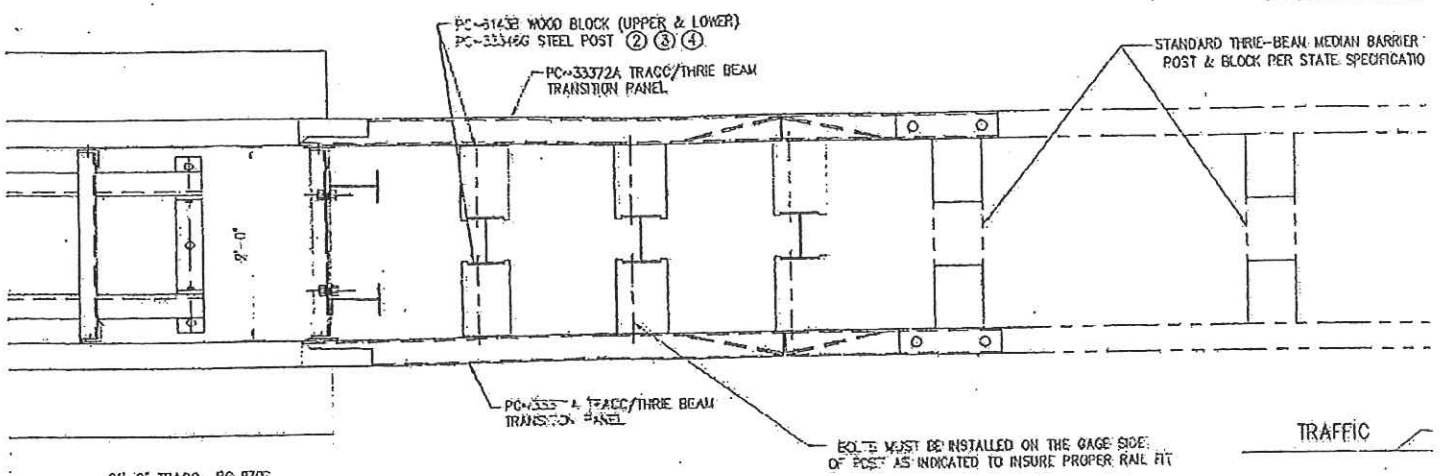 WOOD BLOCK (UPPER & LOWER)
PC-33346G STEEL POST ② ③ ④
PC-33372A TRACC/THRIE BEAM
TRANSITION PANEL
STANDARD THRIE-BEAM MEDIAN BARRIER
POST & BLOCK PER STATE SPECIFICATIO
2'-0"
TRACC/THRIE BEAM
TRANSITION PANEL
BOLTS MUST BE INSTALLED ON THE GAGE SIDE
OF POST AS INDICATED TO INSURE PROPER RAIL FIT
TRAFFIC